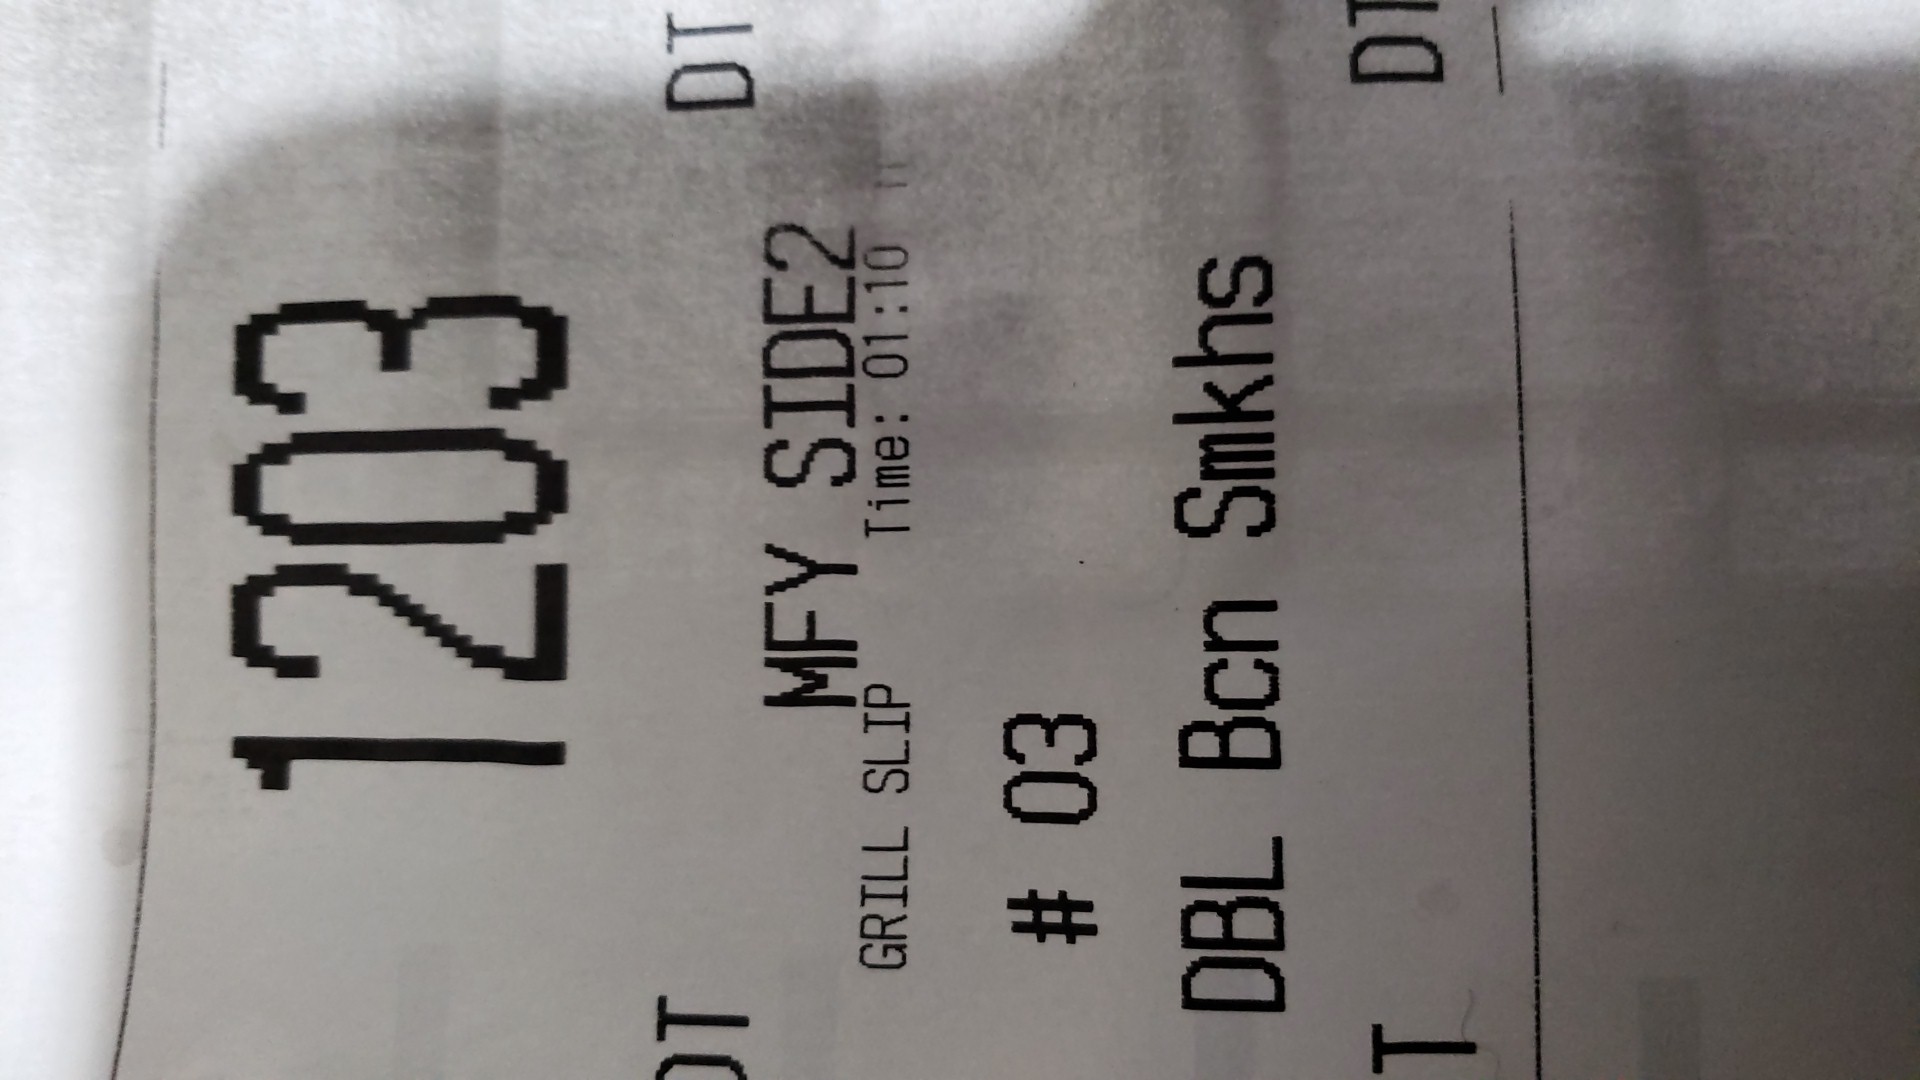 1203
DT DT
MFY SIDE2
GRILL SLIP Time: 01:10
# 03
DBL Bcn Smkhs
T DT